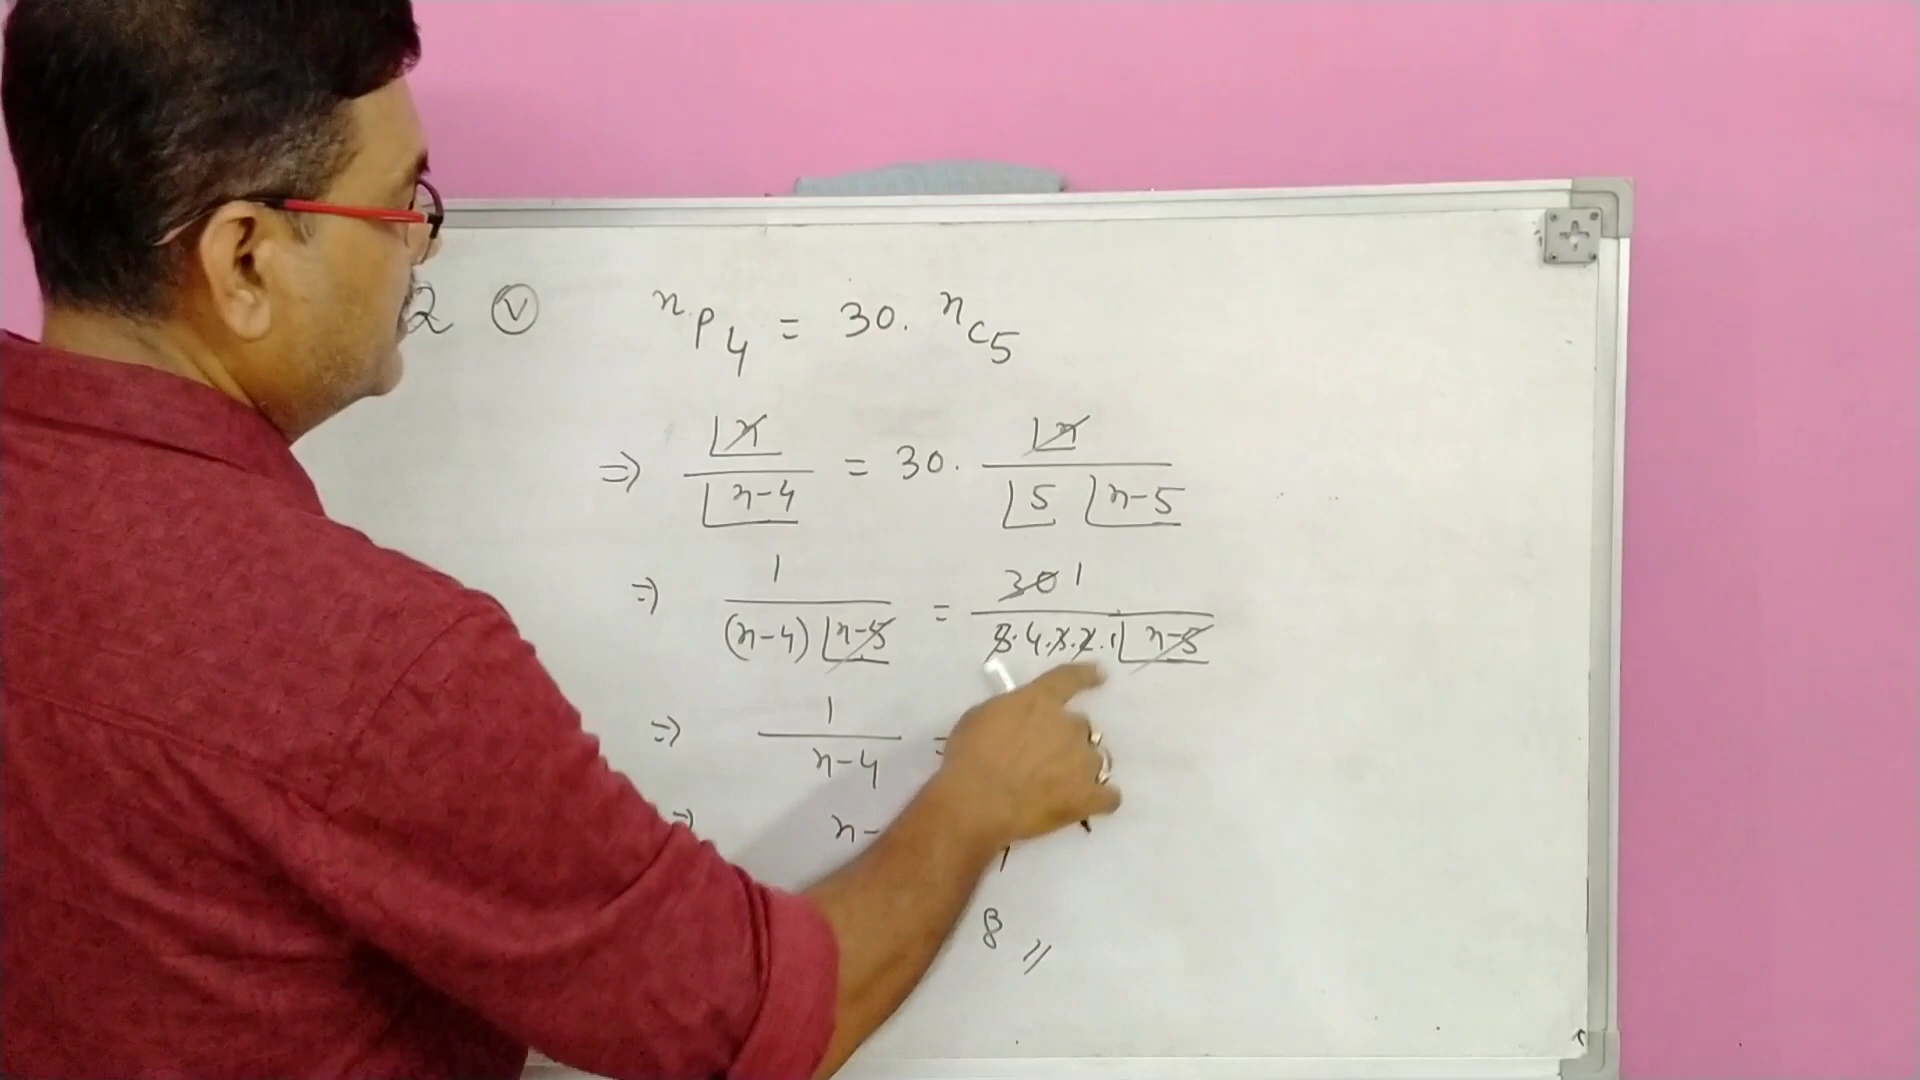 2 (v) ⁿP₄ = 30. ⁿC₅
⇒ |n / |n-4 = 30. |n / |5 |n-5
⇒ 1 / (n-4) |n-5 = 30 1 / 5.4.3.2.1 |n-5
⇒ 1 / n-4 =
⇒ n-
8 //